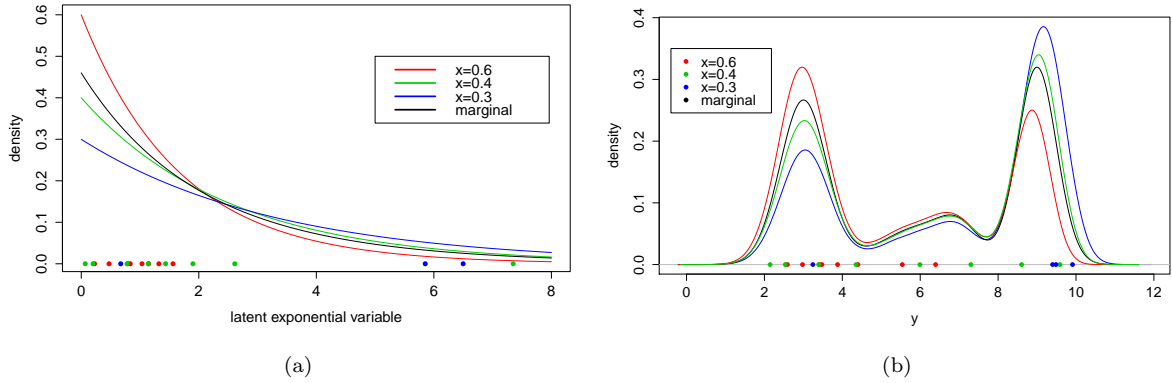 0.6
0.5
0.4
0.3
0.2
0.1
0.0
density
x=0.6
x=0.4
x=0.3
marginal
0 2 4 6 8
latent exponential variable
(a)
0.4
0.3
0.2
0.1
0.0
density
x=0.6
x=0.4
x=0.3
marginal
0 2 4 6 8 10 12
y
(b)